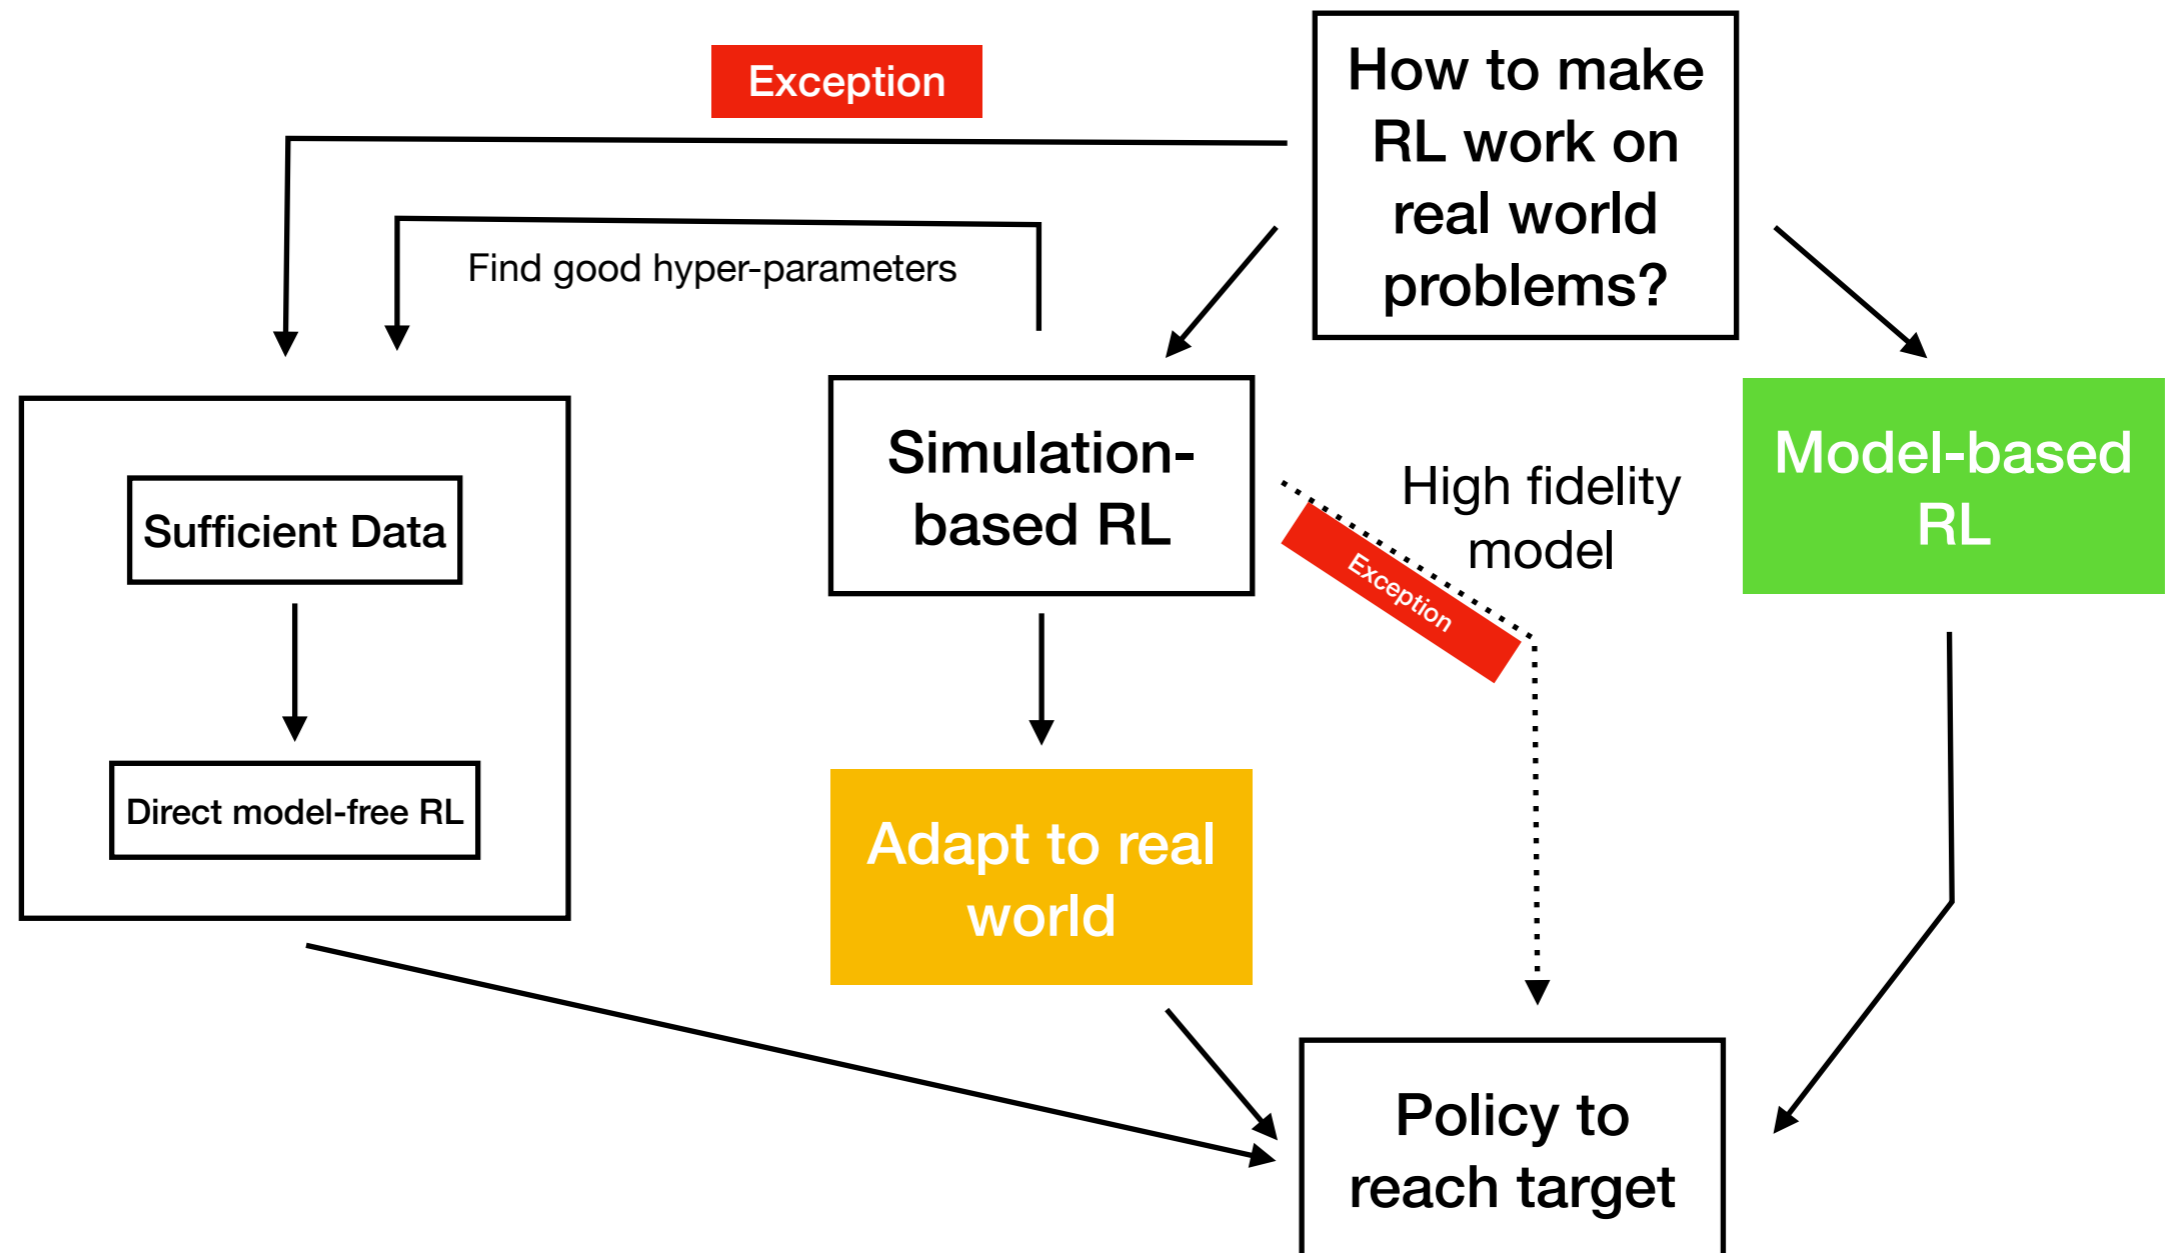 Exception
How to make
RL work on
real world
problems?
Find good hyper-parameters
Sufficient Data
Direct model-free RL
Simulation-
based RL
High fidelity
model
Exception
Model-based
RL
Adapt to real
world
Policy to
reach target